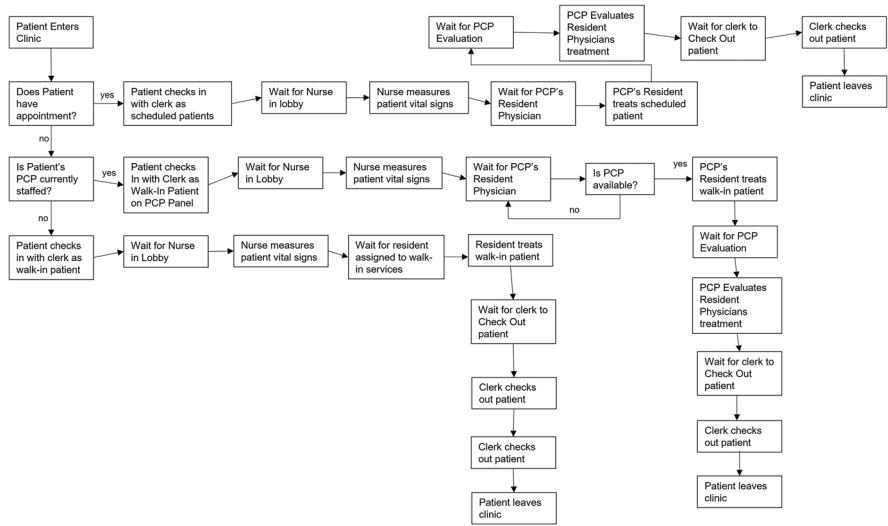 Patient Enters
Clinic
Wait for PCP
Evaluation
PCP Evaluates
Resident
Physicians
treatment
Wait for clerk to
Check Out
patient
Clerk checks
out patient
Patient leaves
clinic
Does Patient
have
appointment?
yes
Patient checks in
with clerk as
scheduled patients
Wait for Nurse
in lobby
Nurse measures
patient vital signs
Wait for PCP's
Resident
Physician
PCP's Resident
treats scheduled
patient
no
Is Patient's
PCP currently
staffed?
yes
Patient checks
In with Clerk as
Walk-In Patient
on PCP Panel
Wait for Nurse
in Lobby
Nurse measures
patient vital signs
Wait for PCP's
Resident
Physician
Is PCP
available?
yes
no
PCP's
Resident treats
walk-in patient
Wait for PCP
Evaluation
PCP Evaluates
Resident
Physicians
treatment
Wait for clerk to
Check Out
patient
Clerk checks
out patient
Patient leaves
clinic
no
Patient checks
in with clerk as
walk-in patient
Wait for Nurse
in Lobby
Nurse measures
patient vital signs
Wait for resident
assigned to walk-
in services
Resident treats
walk-in patient
Wait for clerk to
Check Out
patient
Clerk checks
out patient
Clerk checks
out patient
Patient leaves
clinic